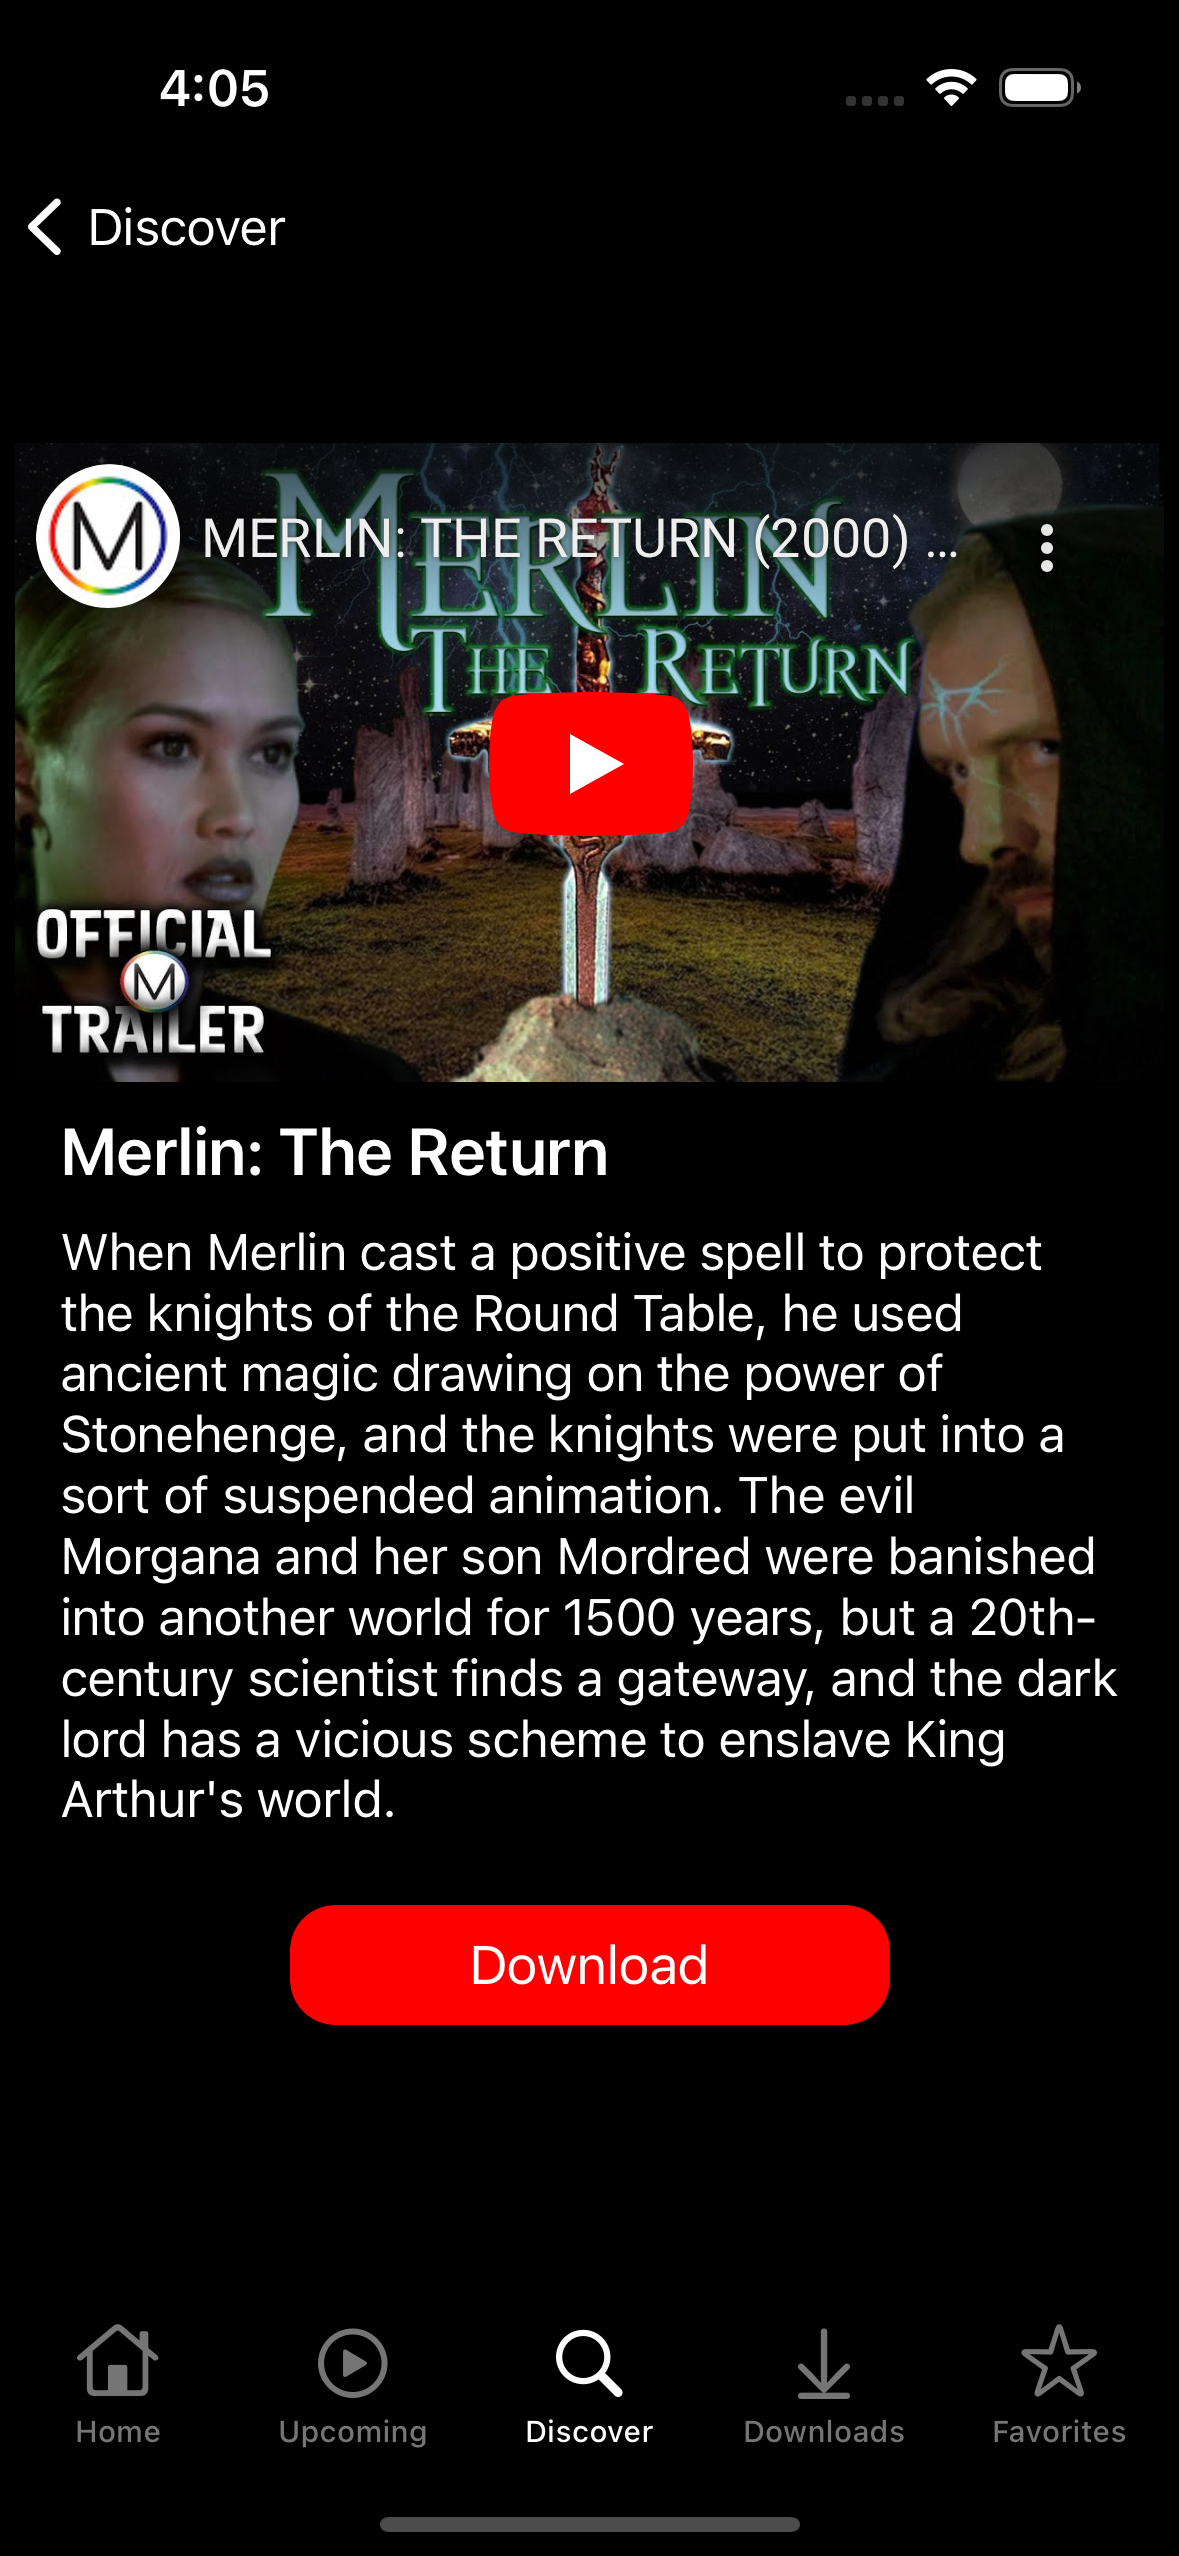 4:05
Discover
M
MERLIN: THE RETURN (2000) ...
MERLIN
THE RETURN
OFFICIAL
M
TRAILER
Merlin: The Return
When Merlin cast a positive spell to protect
the knights of the Round Table, he used
ancient magic drawing on the power of
Stonehenge, and the knights were put into a
sort of suspended animation. The evil
Morgana and her son Mordred were banished
into another world for 1500 years, but a 20th-
century scientist finds a gateway, and the dark
lord has a vicious scheme to enslave King
Arthur's world.
Download
Home
Upcoming
Discover
Downloads
Favorites